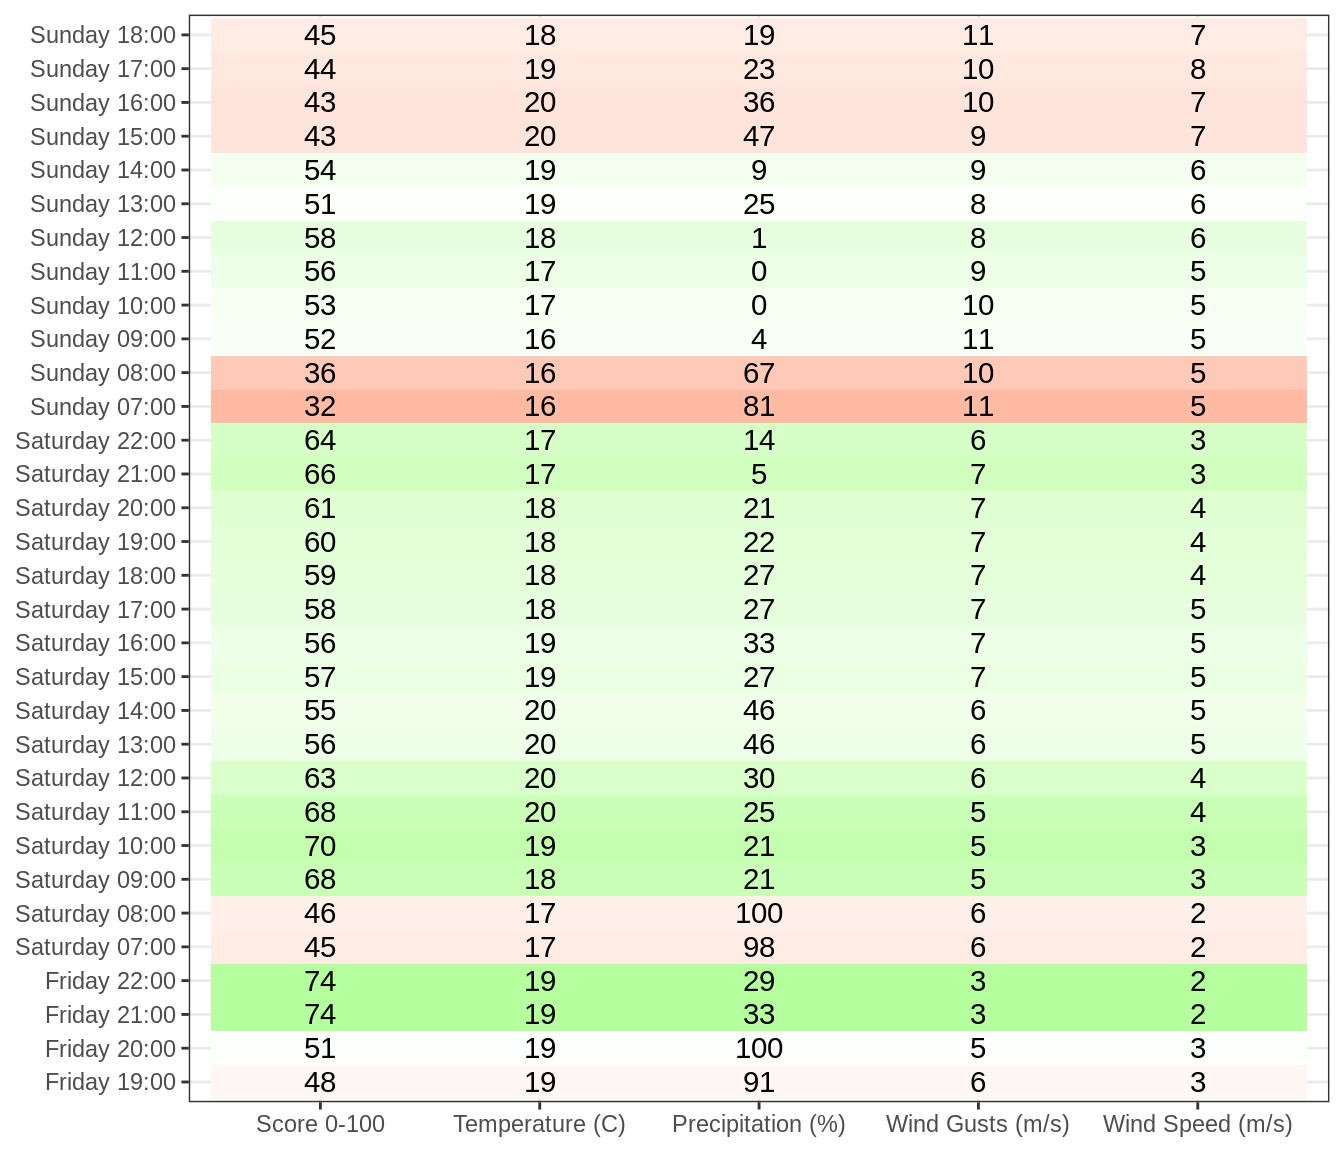 Sunday 18:00 45 18 19 11 7
Sunday 17:00 44 19 23 10 8
Sunday 16:00 43 20 36 10 7
Sunday 15:00 43 20 47 9 7
Sunday 14:00 54 19 9 9 6
Sunday 13:00 51 19 25 8 6
Sunday 12:00 58 18 1 8 6
Sunday 11:00 56 17 0 9 5
Sunday 10:00 53 17 0 10 5
Sunday 09:00 52 16 4 11 5
Sunday 08:00 36 16 67 10 5
Sunday 07:00 32 16 81 11 5
Saturday 22:00 64 17 14 6 3
Saturday 21:00 66 17 5 7 3
Saturday 20:00 61 18 21 7 4
Saturday 19:00 60 18 22 7 4
Saturday 18:00 59 18 27 7 4
Saturday 17:00 58 18 27 7 5
Saturday 16:00 56 19 33 7 5
Saturday 15:00 57 19 27 7 5
Saturday 14:00 55 20 46 6 5
Saturday 13:00 56 20 46 6 5
Saturday 12:00 63 20 30 6 4
Saturday 11:00 68 20 25 5 4
Saturday 10:00 70 19 21 5 3
Saturday 09:00 68 18 21 5 3
Saturday 08:00 46 17 100 6 2
Saturday 07:00 45 17 98 6 2
Friday 22:00 74 19 29 3 2
Friday 21:00 74 19 33 3 2
Friday 20:00 51 19 100 5 3
Friday 19:00 48 19 91 6 3
Score 0-100 Temperature (C) Precipitation (%) Wind Gusts (m/s) Wind Speed (m/s)